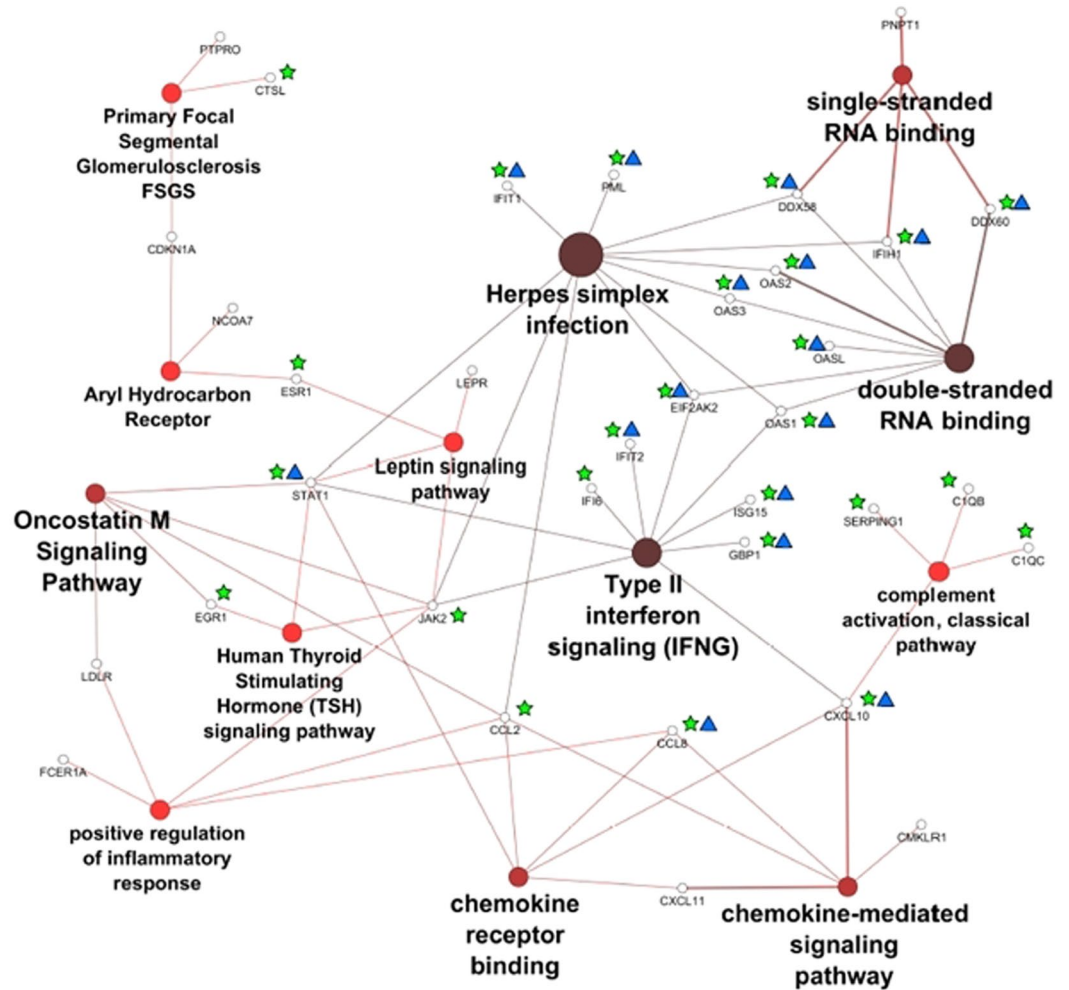 PNPT1
PTPRO
CTSL
single-stranded
RNA binding
Primary Focal
Segmental
Glomerulosclerosis
FSGS
IFIT1
PML
DDX58
DDX60
CDKN1A
IFIH1
OAS2
Herpes simplex
infection
OAS3
NCOA7
OASL
double-stranded
RNA binding
Aryl Hydrocarbon
Receptor
ESR1
LEPR
EIF2AK2
OAS1
IFIT2
Leptin signaling
pathway
STAT1
IFI6
ISG15
C1QB
SERPING1
Oncostatin M
Signaling
Pathway
GBP1
C1QC
Type II
interferon
signaling (IFNG)
complement
activation, classical
pathway
EGR1
JAK2
Human Thyroid
Stimulating
Hormone (TSH)
signaling pathway
LDLR
CCL2
CCL8
CXCL10
FCER1A
positive regulation
of inflammatory
response
CMKLR1
chemokine
receptor
binding
CXCL11
chemokine-mediated
signaling
pathway